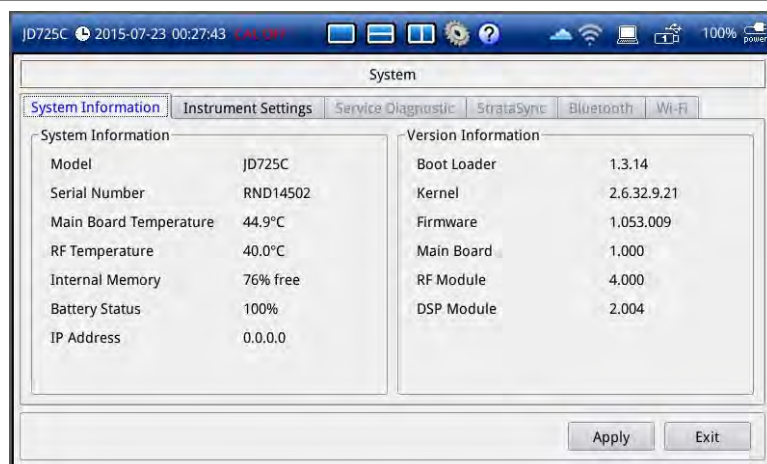 JD725C 2015-07-23 00:27:43 CAL OFF 1 100% power
System
System Information Instrument Settings Service Diagnostic StrataSync Bluetooth Wi-Fi
System Information Version Information
Model JD725C Boot Loader 1.3.14
Serial Number RND14502 Kernel 2.6.32.9.21
Main Board Temperature 44.9°C Firmware 1.053.009
RF Temperature 40.0°C Main Board 1.000
Internal Memory 76% free RF Module 4.000
Battery Status 100% DSP Module 2.004
IP Address 0.0.0.0
Apply Exit